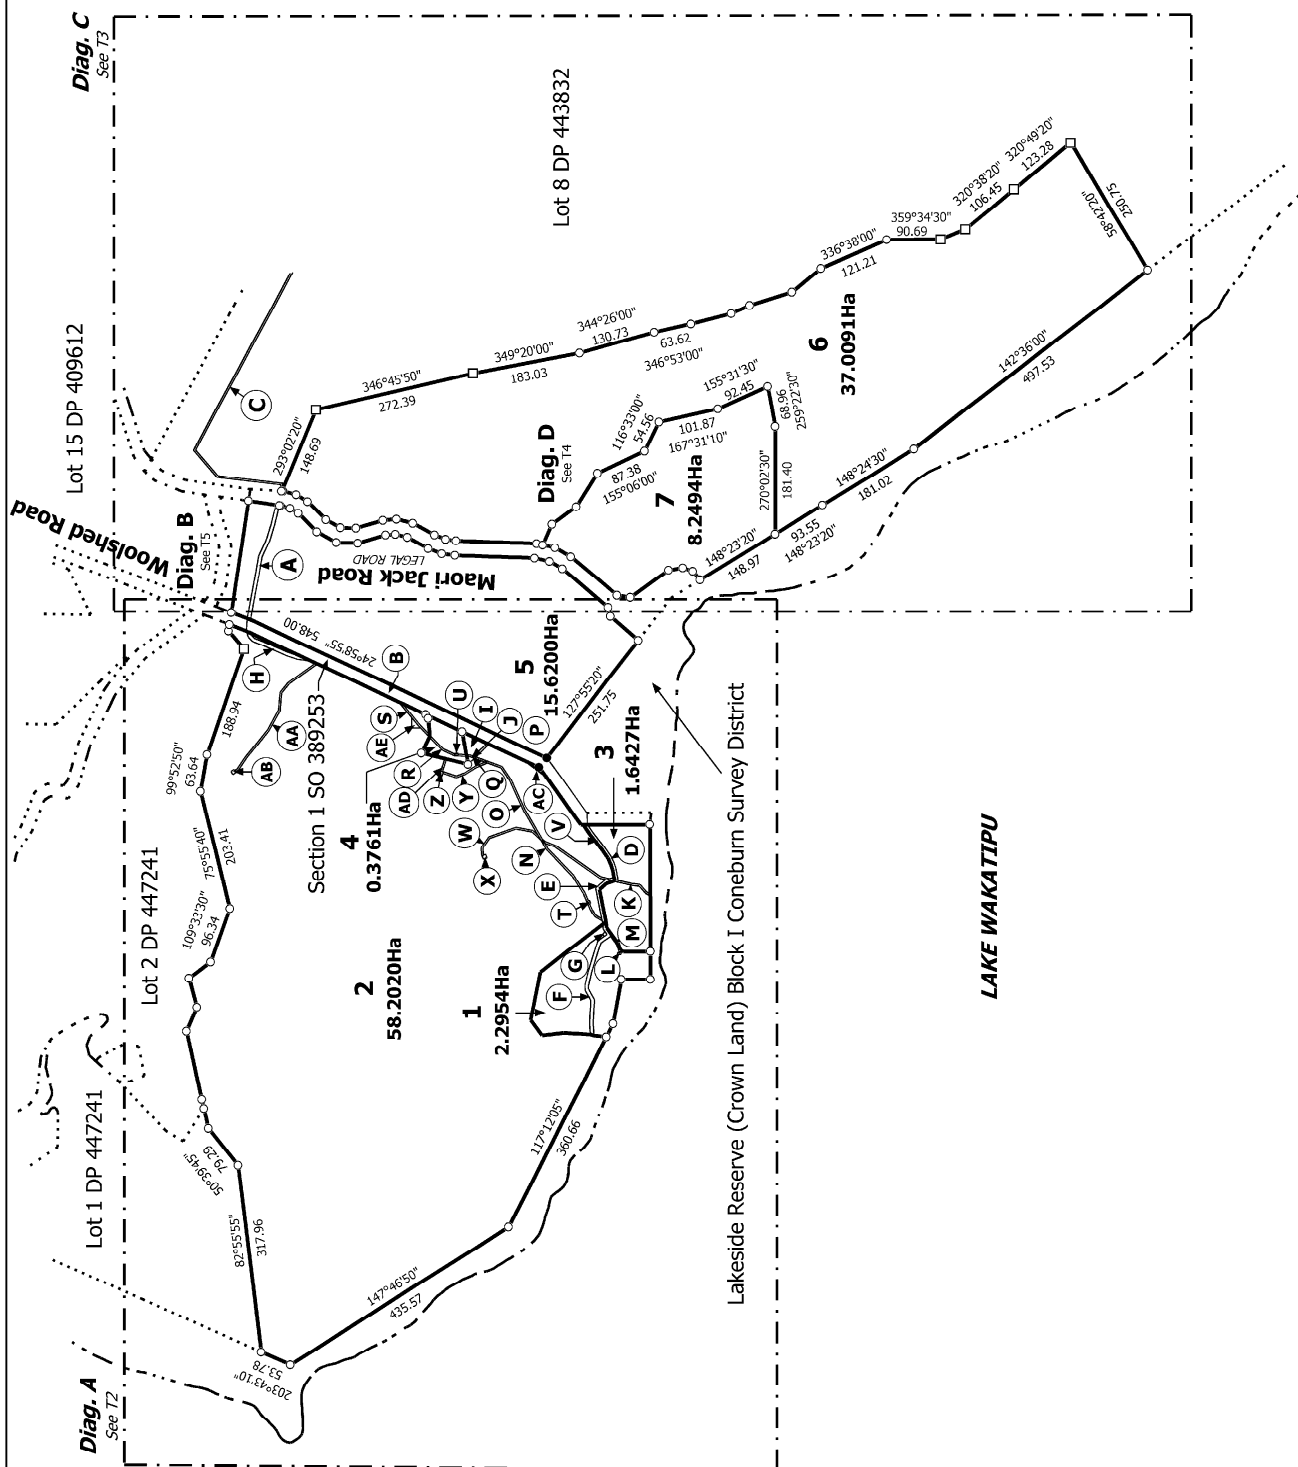 Diag. A
See T2
Lot 1 DP 447241
Lot 2 DP 447241
Woolshed Road
Diag. B
See T5
Lot 15 DP 409612
Diag. C
See T3
Lot 8 DP 443832
203°43'10"
53.78
82°55'55"
317.96
50°39'45"
79.29
109°33'30"
96.34
75°55'40"
203.41
99°52'50"
63.64
188.94
24°58'55" 548.00
293°02'20"
148.69
346°45'50"
272.39
349°20'00"
183.03
344°26'00"
130.73
63.62
346°53'00"
336°38'00"
121.21
359°34'30"
90.69
320°38'20"
106.45
320°49'20"
123.28
58°42'20"
250.75
142°36'00"
497.53
148°24'30"
181.02
93.55
148°23'20"
148°23'20"
148.97
270°02'30"
181.40
68.96
259°22'30"
155°31'30"
92.45
101.87
167°31'10"
116°33'00"
54.56
87.38
155°06'00"
Diag. D
See T4
Maori Jack Road
LEGAL ROAD
Section 1 SO 389253
1
2.2954Ha
2
58.2020Ha
3
1.6427Ha
4
0.3761Ha
5
15.6200Ha
6
37.0091Ha
7
8.2494Ha
127°55'20"
251.75
117°12'05"
360.66
147°46'50"
435.57
A
B
C
D
E
F
G
H
I
J
K
L
M
N
O
P
Q
R
S
T
U
V
W
X
Y
Z
AA
AB
AC
AD
AE
Lakeside Reserve (Crown Land) Block I Coneburn Survey District
LAKE WAKATIPU